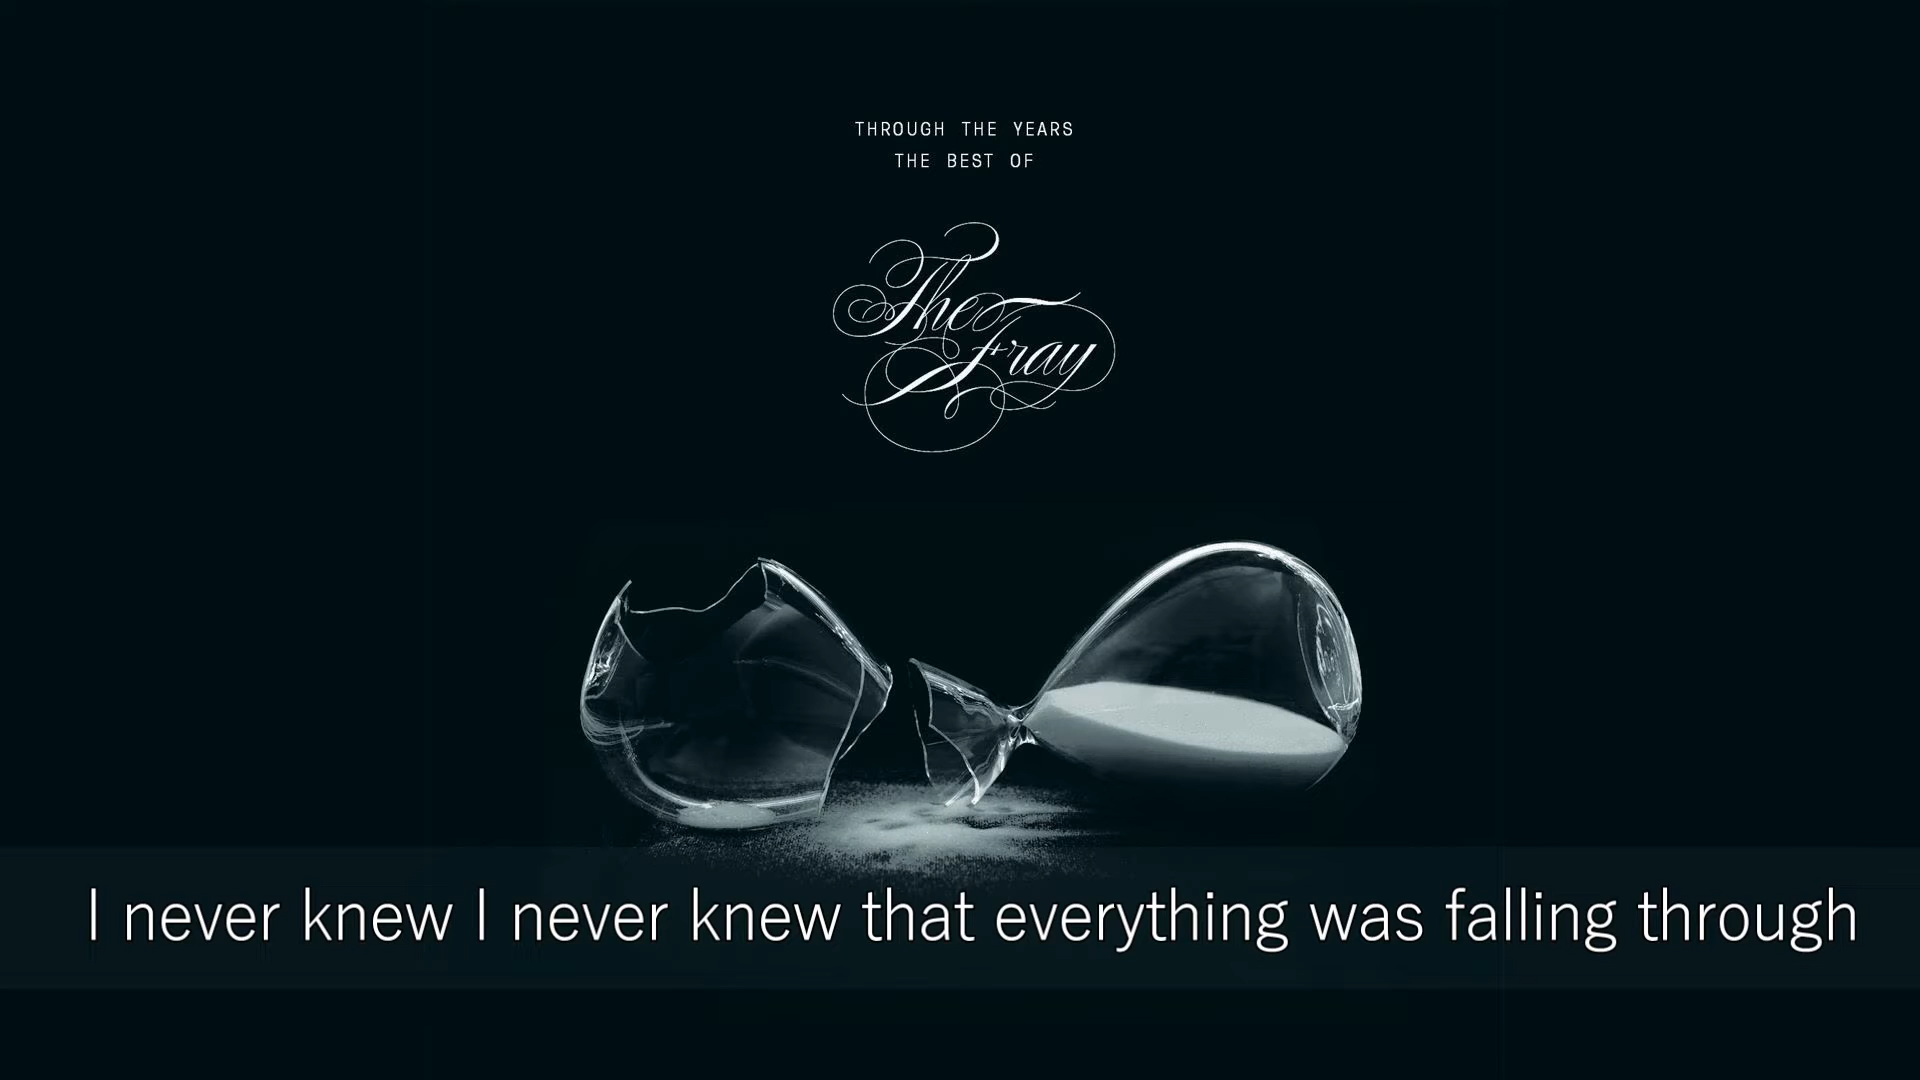 THROUGH THE YEARS
THE BEST OF
The
Fray
I never knew I never knew that everything was falling through